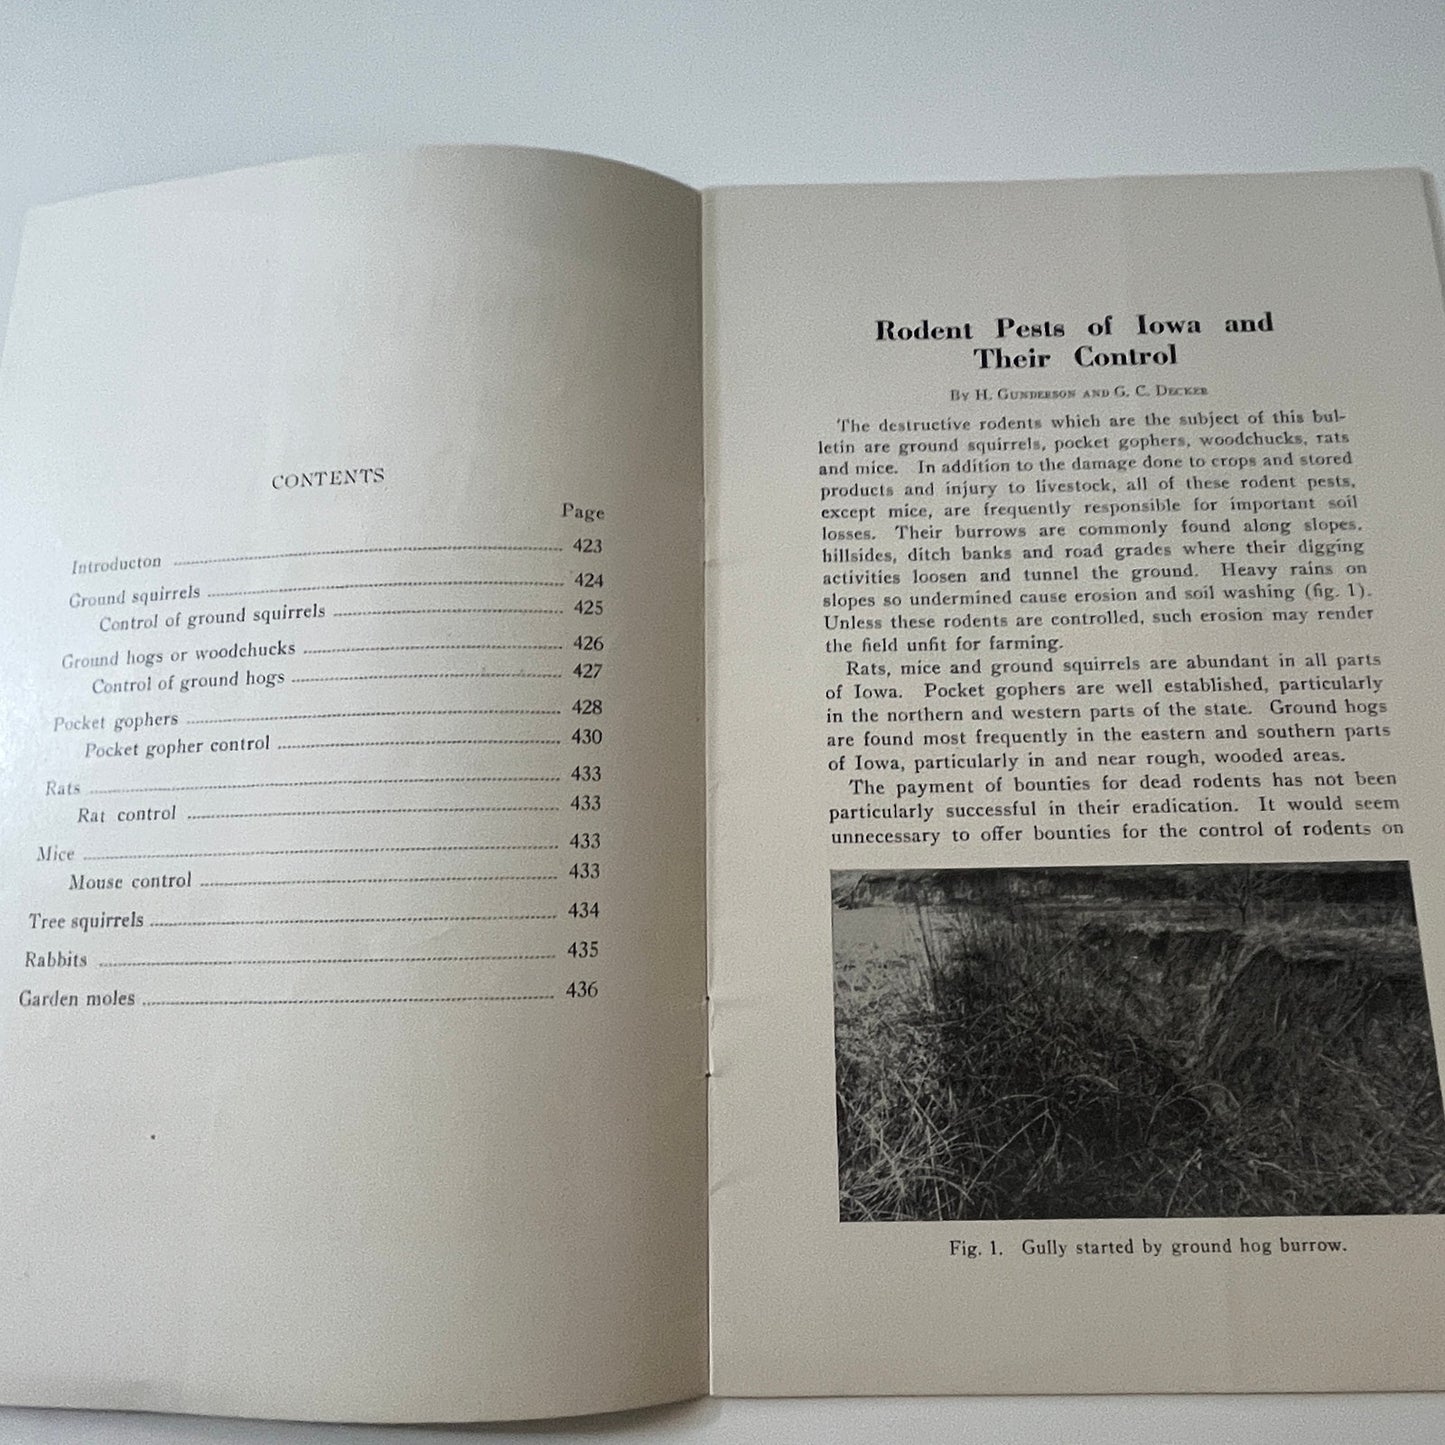 CONTENTS
Page
Introducton 423
Ground squirrels 424
Control of ground squirrels 425
Ground hogs or woodchucks 426
Control of ground hogs 427
Pocket gophers 428
Pocket gopher control 430
Rats 433
Rat control 433
Mice 433
Mouse control 433
Tree squirrels 434
Rabbits 435
Garden moles 436
Rodent Pests of Iowa and
Their Control
By H. Gunderson and G. C. Decker
The destructive rodents which are the subject of this bul-
letin are ground squirrels, pocket gophers, woodchucks, rats
and mice. In addition to the damage done to crops and stored
products and injury to livestock, all of these rodent pests,
except mice, are frequently responsible for important soil
losses. Their burrows are commonly found along slopes,
hillsides, ditch banks and road grades where their digging
activities loosen and tunnel the ground. Heavy rains on
slopes so undermined cause erosion and soil washing (fig. 1).
Unless these rodents are controlled, such erosion may render
the field unfit for farming.
Rats, mice and ground squirrels are abundant in all parts
of Iowa. Pocket gophers are well established, particularly
in the northern and western parts of the state. Ground hogs
are found most frequently in the eastern and southern parts
of Iowa, particularly in and near rough, wooded areas.
The payment of bounties for dead rodents has not been
particularly successful in their eradication. It would seem
unnecessary to offer bounties for the control of rodents on
Fig. 1. Gully started by ground hog burrow.